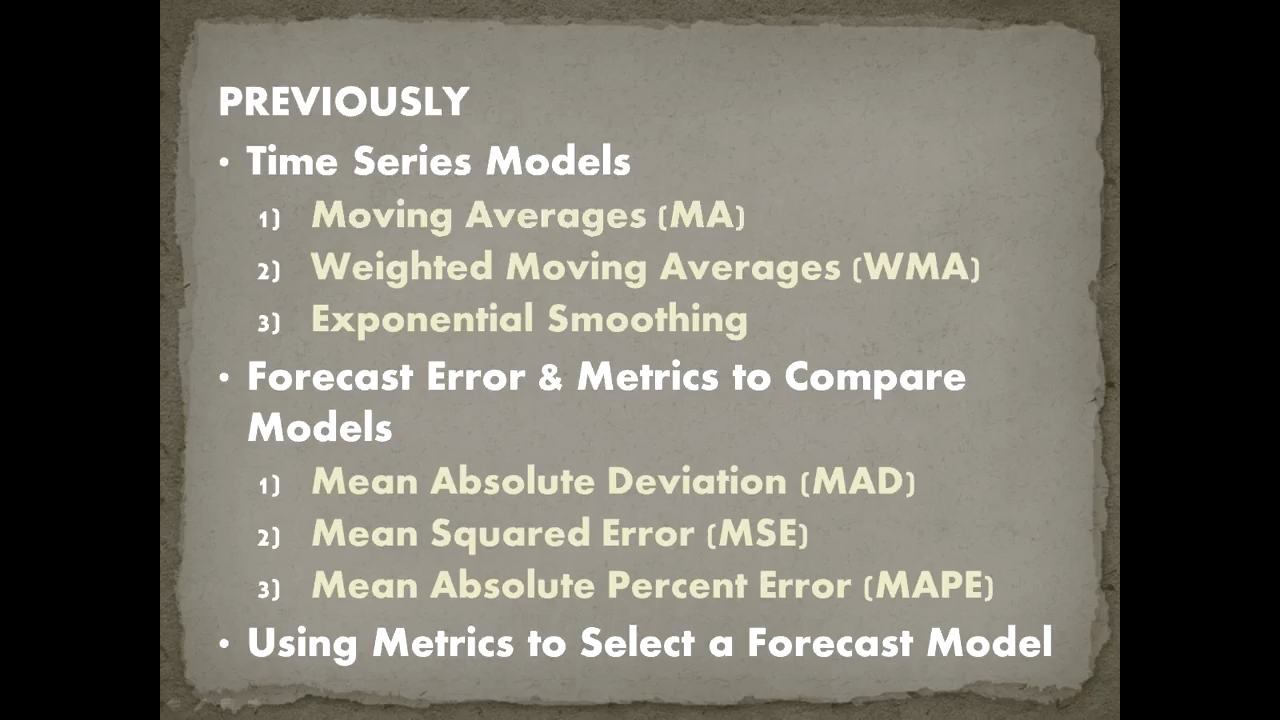 PREVIOUSLY
• Time Series Models
1) Moving Averages (MA)
2) Weighted Moving Averages (WMA)
3) Exponential Smoothing
• Forecast Error & Metrics to Compare
Models
1) Mean Absolute Deviation (MAD)
2) Mean Squared Error (MSE)
3) Mean Absolute Percent Error (MAPE)
• Using Metrics to Select a Forecast Model